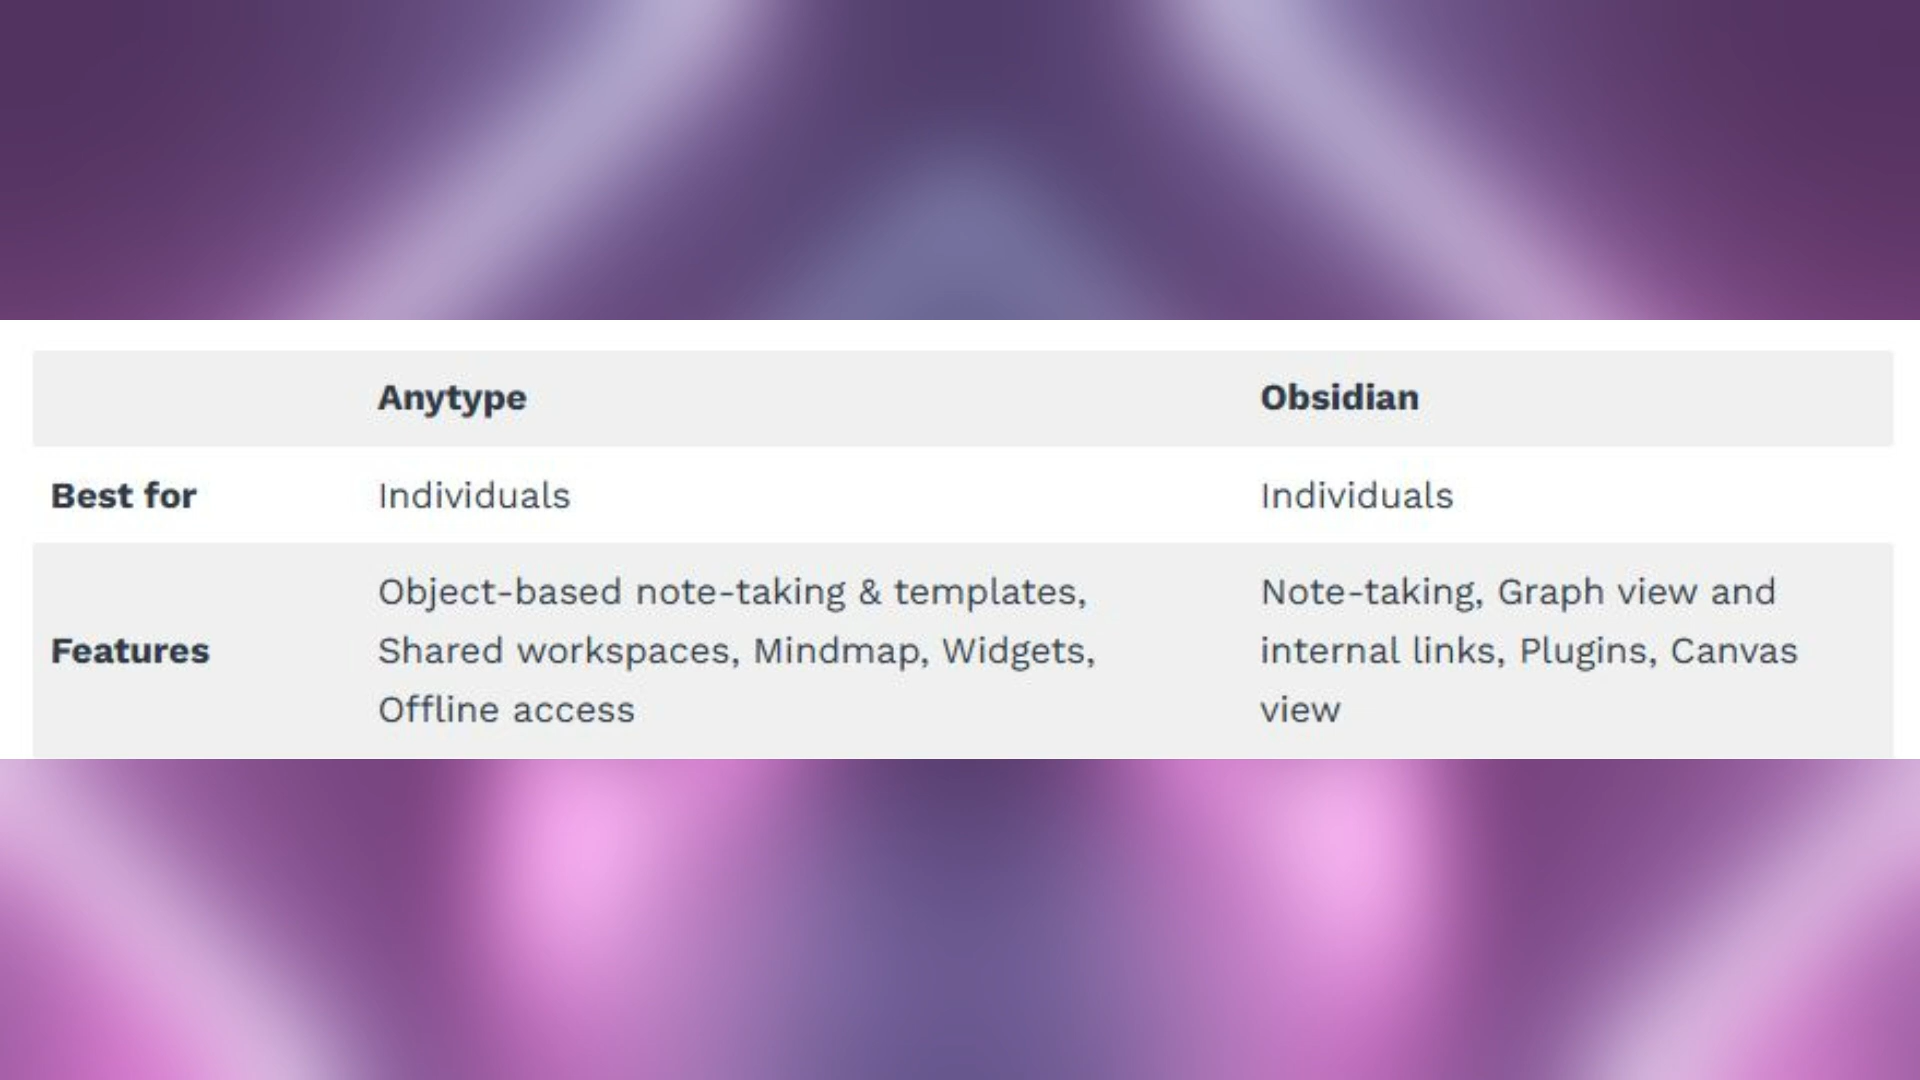 Anytype Obsidian
Best for Individuals Individuals
Object-based note-taking & templates, Note-taking, Graph view and
Features Shared workspaces, Mindmap, Widgets, internal links, Plugins, Canvas
Offline access view